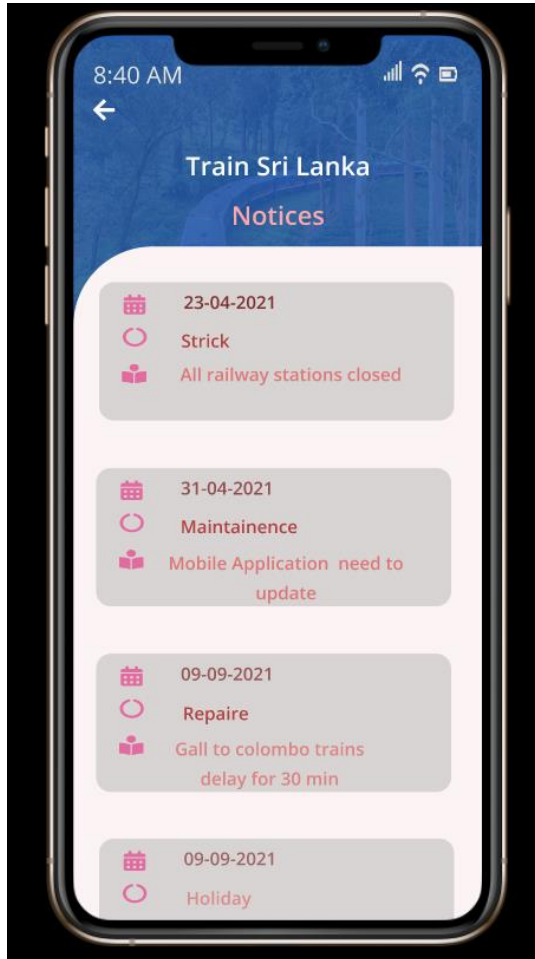 8:40 AM
Train Sri Lanka
Notices
23-04-2021
Strick
All railway stations closed
31-04-2021
Maintainence
Mobile Application need to
update
09-09-2021
Repaire
Gall to colombo trains
delay for 30 min
09-09-2021
Holiday